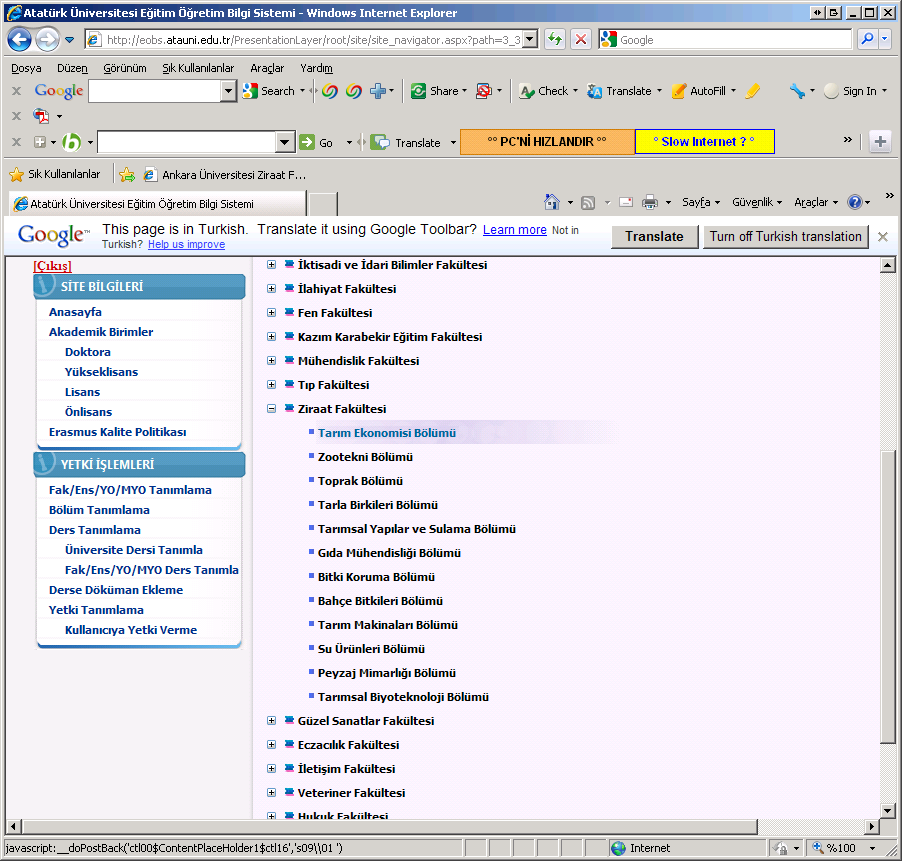 Atatürk Üniversitesi Eğitim Öğretim Bilgi Sistemi - Windows Internet Explorer
http://eobs.atauni.edu.tr/PresentationLayer/root/site/site_navigator.aspx?path=3_3
Google
Dosya Düzen Görünüm Sık Kullanılanlar Araçlar Yardım
x Google Search Share Check Translate AutoFill Sign In
x
x b Go Translate °° PC'Nİ HIZLANDIR °° ° Slow Internet ? ° »
Sık Kullanılanlar Ankara Üniversitesi Ziraat F...
Atatürk Üniversitesi Eğitim Öğretim Bilgi Sistemi Sayfa Güvenlik Araçlar »
Google™ This page is in Turkish. Translate it using Google Toolbar? Learn more Not in
Turkish? Help us improve
Translate Turn off Turkish translation
[Çıkış]
SİTE BİLGİLERİ
Anasayfa
Akademik Birimler
Doktora
Yükseklisans
Lisans
Önlisans
Erasmus Kalite Politikası
YETKİ İŞLEMLERİ
Fak/Ens/YO/MYO Tanımlama
Bölüm Tanımlama
Ders Tanımlama
Üniversite Dersi Tanımla
Fak/Ens/YO/MYO Ders Tanımla
Derse Döküman Ekleme
Yetki Tanımlama
Kullanıcıya Yetki Verme
İktisadi ve İdari Bilimler Fakültesi
İlahiyat Fakültesi
Fen Fakültesi
Kazım Karabekir Eğitim Fakültesi
Mühendislik Fakültesi
Tıp Fakültesi
Ziraat Fakültesi
Tarım Ekonomisi Bölümü
Zootekni Bölümü
Toprak Bölümü
Tarla Birkileri Bölümü
Tarımsal Yapılar ve Sulama Bölümü
Gıda Mühendisliği Bölümü
Bitki Koruma Bölümü
Bahçe Bitkileri Bölümü
Tarım Makinaları Bölümü
Su Ürünleri Bölümü
Peyzaj Mimarlığı Bölümü
Tarımsal Biyoteknoloji Bölümü
Güzel Sanatlar Fakültesi
Eczacılık Fakültesi
İletişim Fakültesi
Veteriner Fakültesi
Hukuk Fakültesi
javascript:__doPostBack('ctl00$ContentPlaceHolder1$ctl16','s09\\01 ') Internet %100